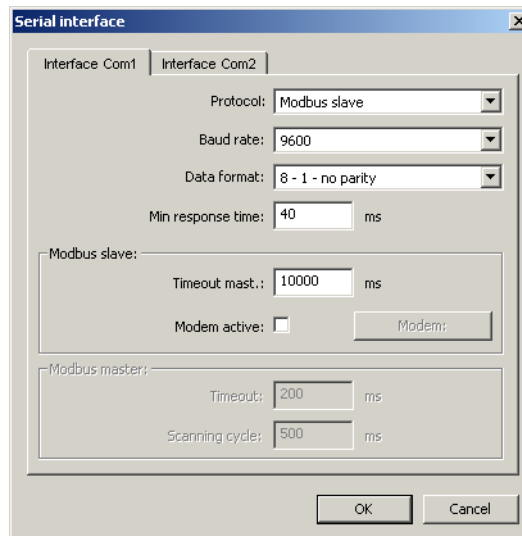 Serial interface
Interface Com1 Interface Com2
Protocol: Modbus slave
Baud rate: 9600
Data format: 8 - 1 - no parity
Min response time: 40 ms
Modbus slave:
Timeout mast.: 10000 ms
Modem active: Modem:
Modbus master:
Timeout: 200 ms
Scanning cycle: 500 ms
OK Cancel